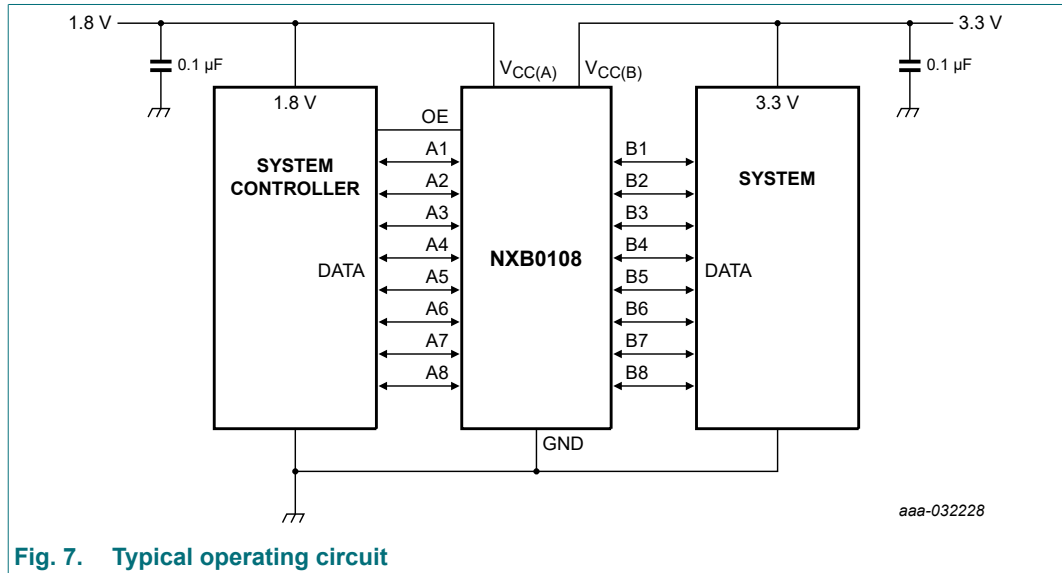 1.8 V
3.3 V
0.1 µF
VCC(A)
VCC(B)
0.1 µF
1.8 V
3.3 V
OE
A1
B1
SYSTEM
CONTROLLER
SYSTEM
A2
B2
A3
B3
A4
B4
NXB0108
DATA
DATA
A5
B5
A6
B6
A7
B7
A8
B8
GND
aaa-032228
Fig. 7. Typical operating circuit